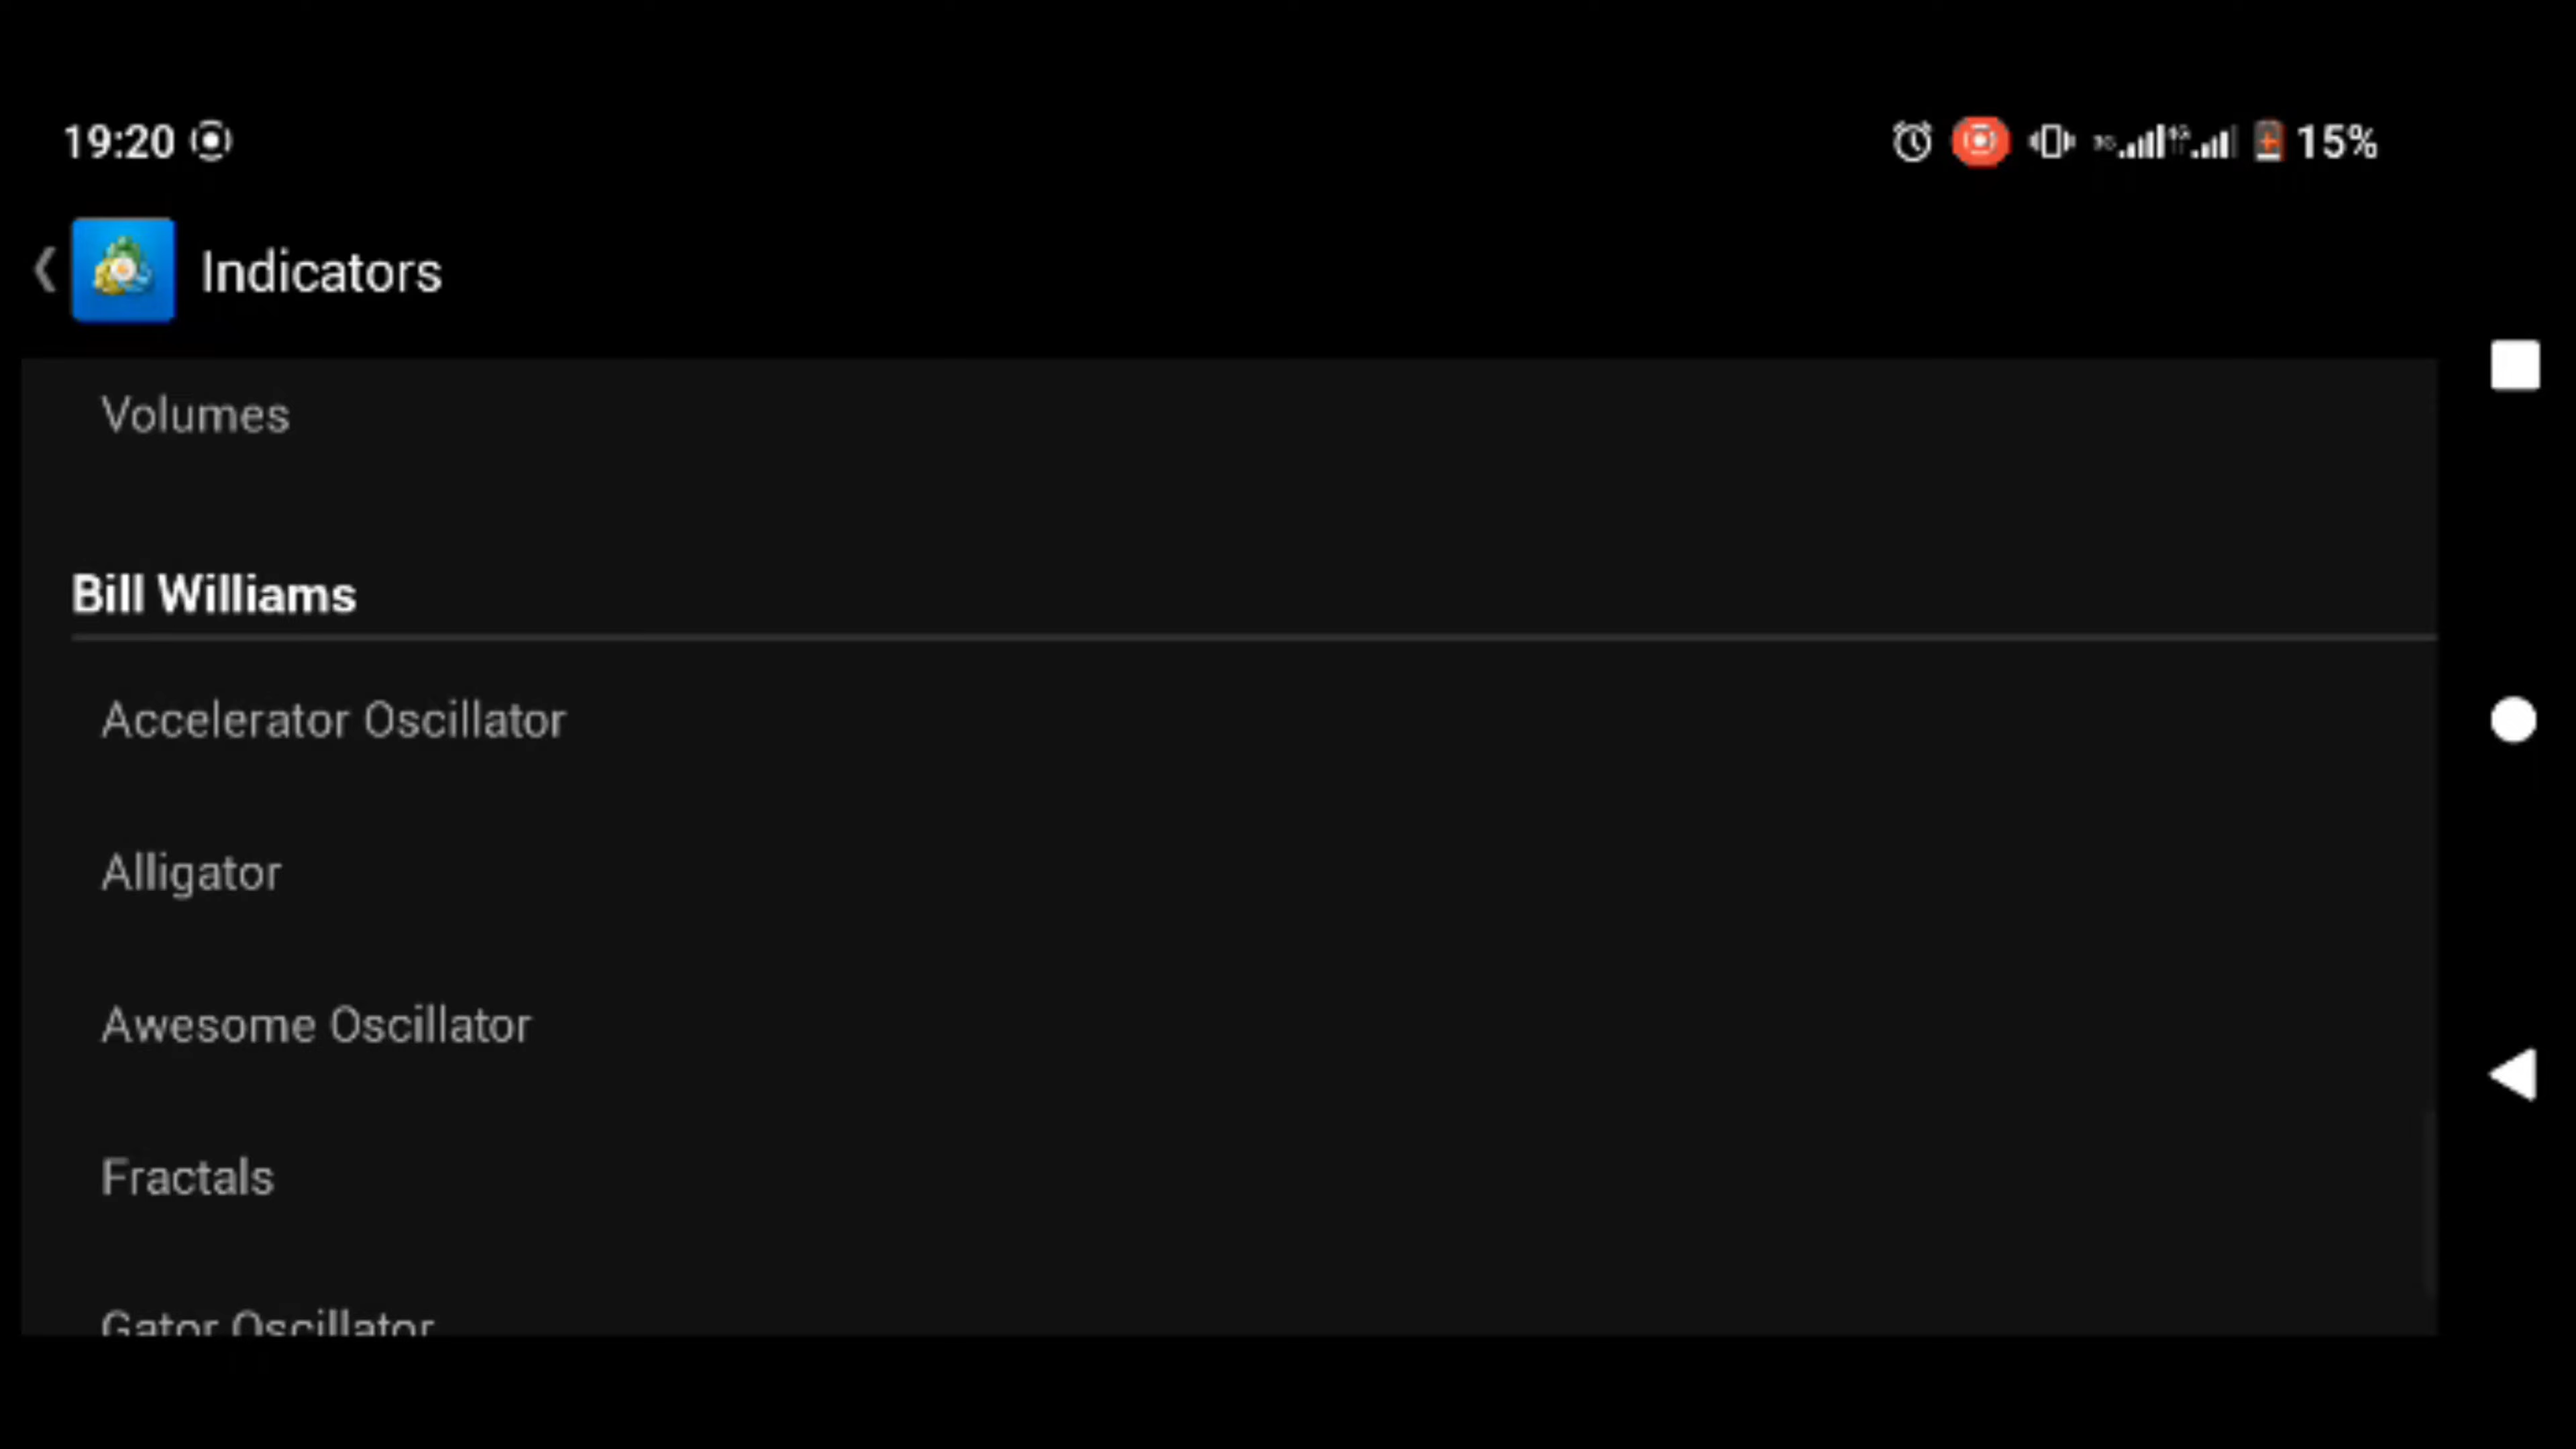 19:20
15%
Indicators
Volumes
Bill Williams
Accelerator Oscillator
Alligator
Awesome Oscillator
Fractals
Gator Oscillator